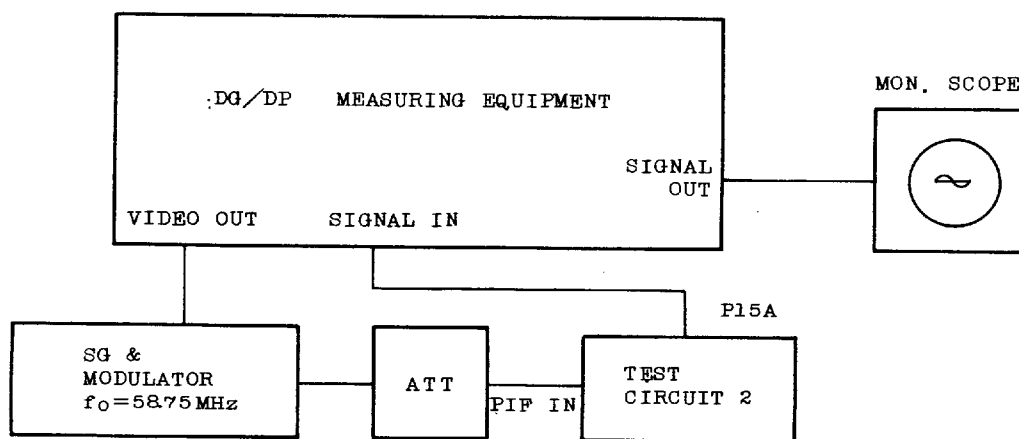 :DG/DP MEASURING EQUIPMENT
MON. SCOPE
SIGNAL
OUT
VIDEO OUT SIGNAL IN
P15A
SG &
MODULATOR
fo=58.75MHz
ATT
PIF IN
TEST
CIRCUIT 2